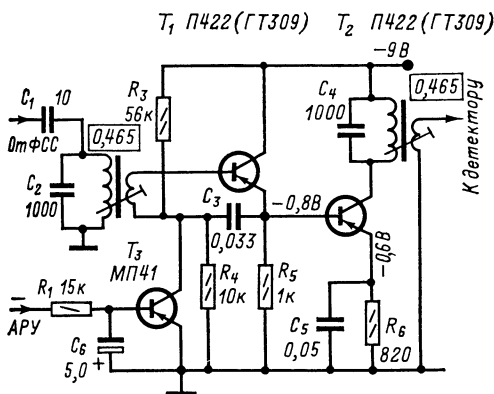 T₁ П422(ГТ309) T₂ П422(ГТ309)
−9В
C₁ 10
ОтФСС
0,465
R₃
56к
C₄
1000
0,465
К детектору
C₂
1000
C₃
0,033
−0,8В
−0,6В
T₃
МП41
R₁ 15к
−
АРУ
R₄
10к
R₅
1к
C₆
5,0
+
C₅
0,05
R₆
820